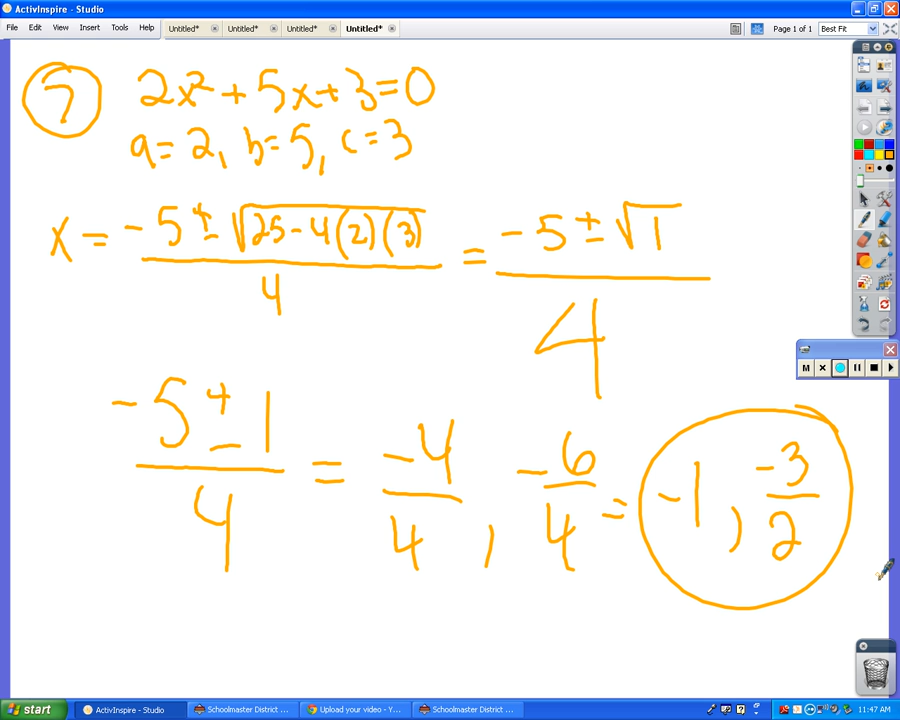 ActivInspire - Studio
File Edit View Insert Tools Help Untitled* Untitled* Untitled* Untitled* Page 1 of 1 Best Fit
7 2x² + 5x + 3 = 0
a = 2, b = 5, c = 3
x = (-5 ± √(25 - 4(2)(3))) / 4 = (-5 ± √1) / 4
M
(-5 ± 1) / 4 = -4/4, -6/4 = -1, -3/2
start ActivInspire - Studio Schoolmaster District ... Upload your video - Y... Schoolmaster District ... 11:47 AM